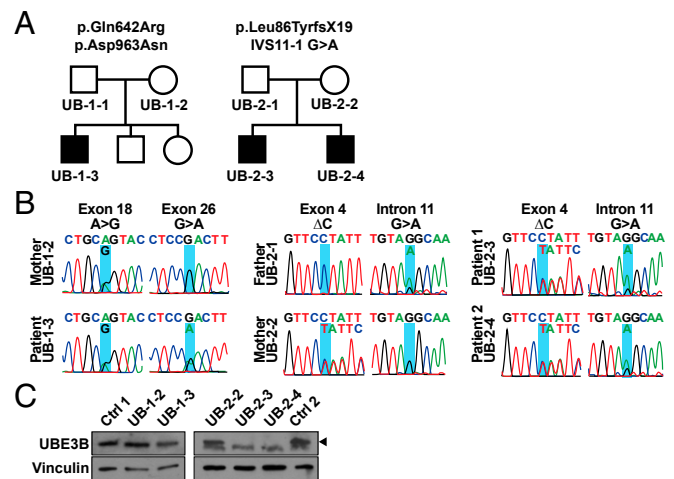 A
p.Gln642Arg
p.Asp963Asn
p.Leu86TyrfsX19
IVS11-1 G>A
UB-1-1
UB-1-2
UB-2-1
UB-2-2
UB-1-3
UB-2-3
UB-2-4
B
Exon 18
A>G
Exon 26
G>A
Exon 4
ΔC
Intron 11
G>A
Exon 4
ΔC
Intron 11
G>A
Mother
UB-1-2
CTGCAGTAC
G
CTCCGACTT
Father
UB-2-1
GTTCCTATT
TGTAGGCAA
A
Patient 1
UB-2-3
GTTCCTATT
TATTC
TGTAGGCAA
A
Patient
UB-1-3
CTGCAGTAC
G
CTCCGACTT
A
Mother
UB-2-2
GTTCCTATT
TATTC
TGTAGGCAA
Patient 2
UB-2-4
GTTCCTATT
TATTC
TGTAGGCAA
A
C
Ctrl 1
UB-1-2
UB-1-3
UB-2-2
UB-2-3
UB-2-4
Ctrl 2
UBE3B
Vinculin